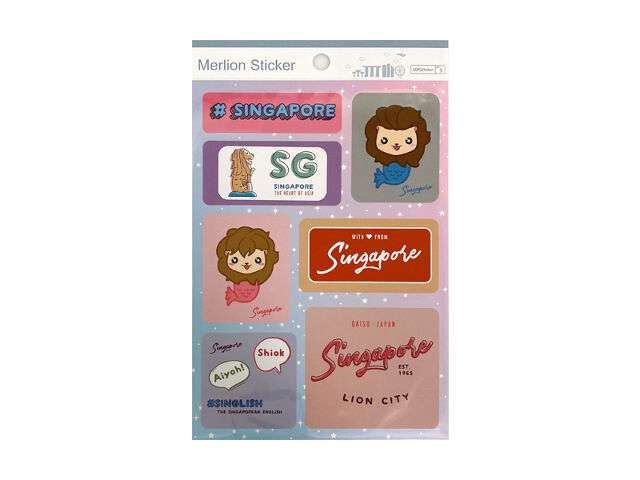 Merlion Sticker
# SINGAPORE
Singapore
SG
SINGAPORE
THE HEART OF ASIA
Singapore
WITH ❤ FROM
Singapore
Singapore
Shiok
Aiyoh!
#SINGLISH
THE SINGAPOREAN ENGLISH
DAISO JAPAN
Singapore
EST.
1965
LION CITY